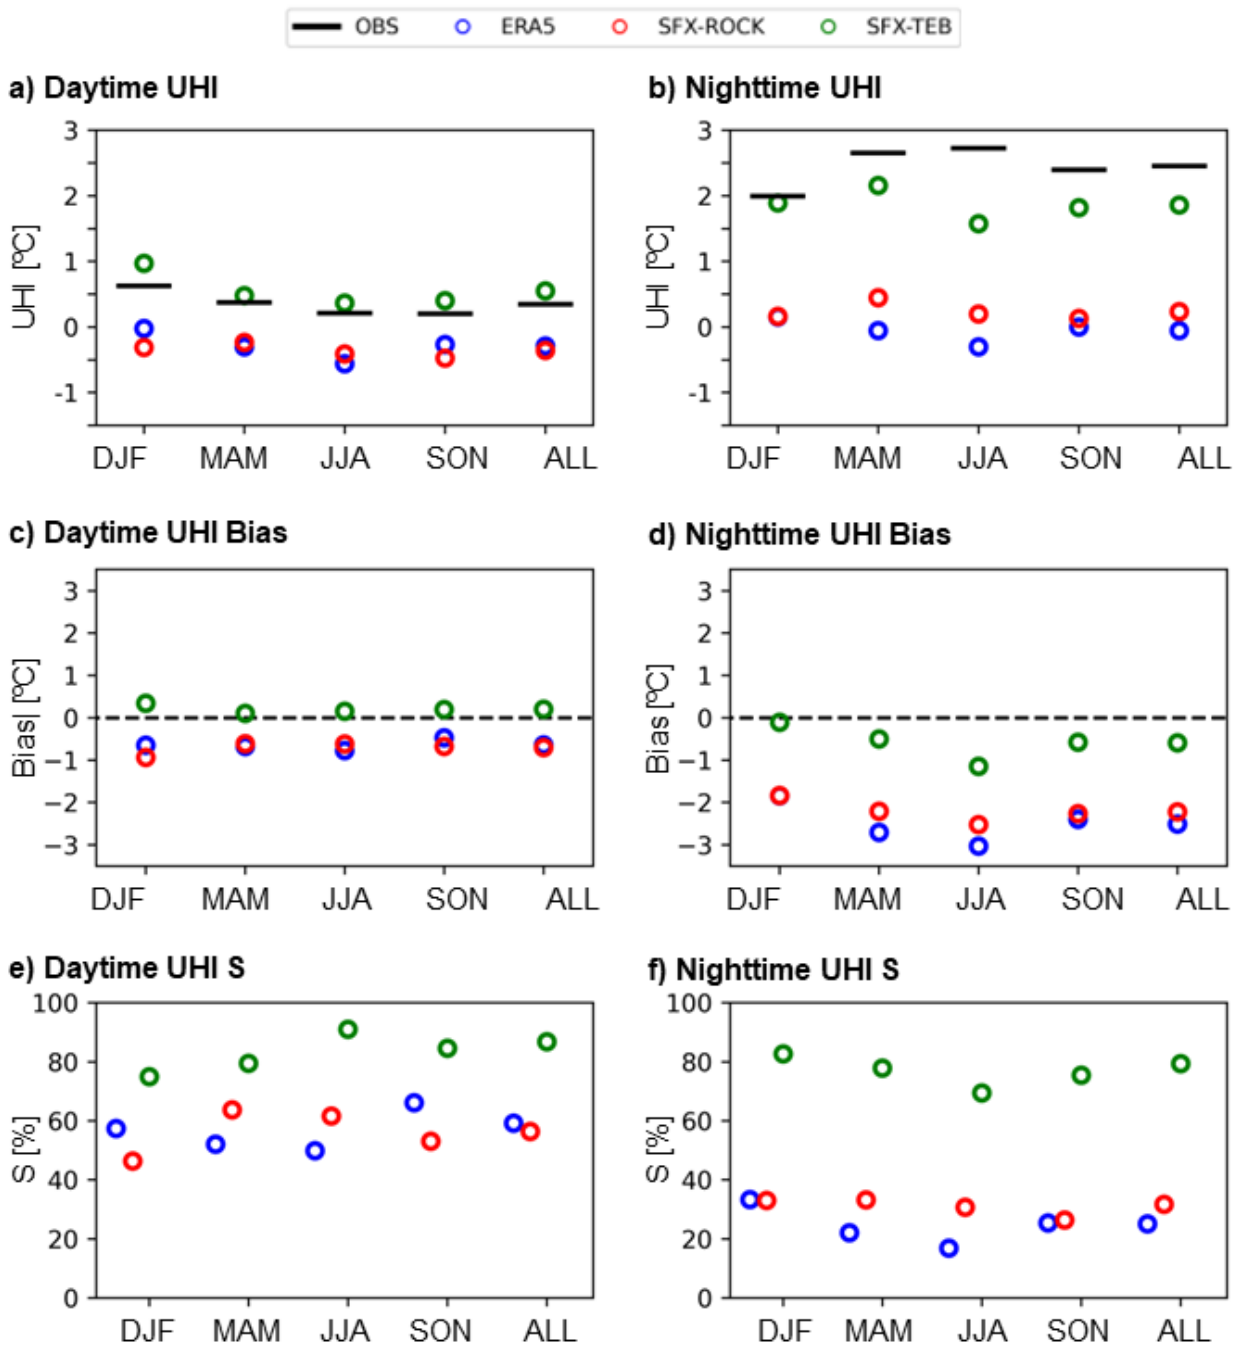 OBS ERA5 SFX-ROCK SFX-TEB
a) Daytime UHI
b) Nighttime UHI
3
2
1
0
-1
UHI [ºC]
DJF MAM JJA SON ALL
3
2
1
0
-1
UHI [ºC]
DJF MAM JJA SON ALL
c) Daytime UHI Bias
d) Nighttime UHI Bias
3
2
1
0
−1
−2
−3
Bias| [ºC]
DJF MAM JJA SON ALL
3
2
1
0
−1
−2
−3
Bias [ºC]
DJF MAM JJA SON ALL
e) Daytime UHI S
f) Nighttime UHI S
100
80
60
40
20
0
S [%]
DJF MAM JJA SON ALL
100
80
60
40
20
0
S [%]
DJF MAM JJA SON ALL